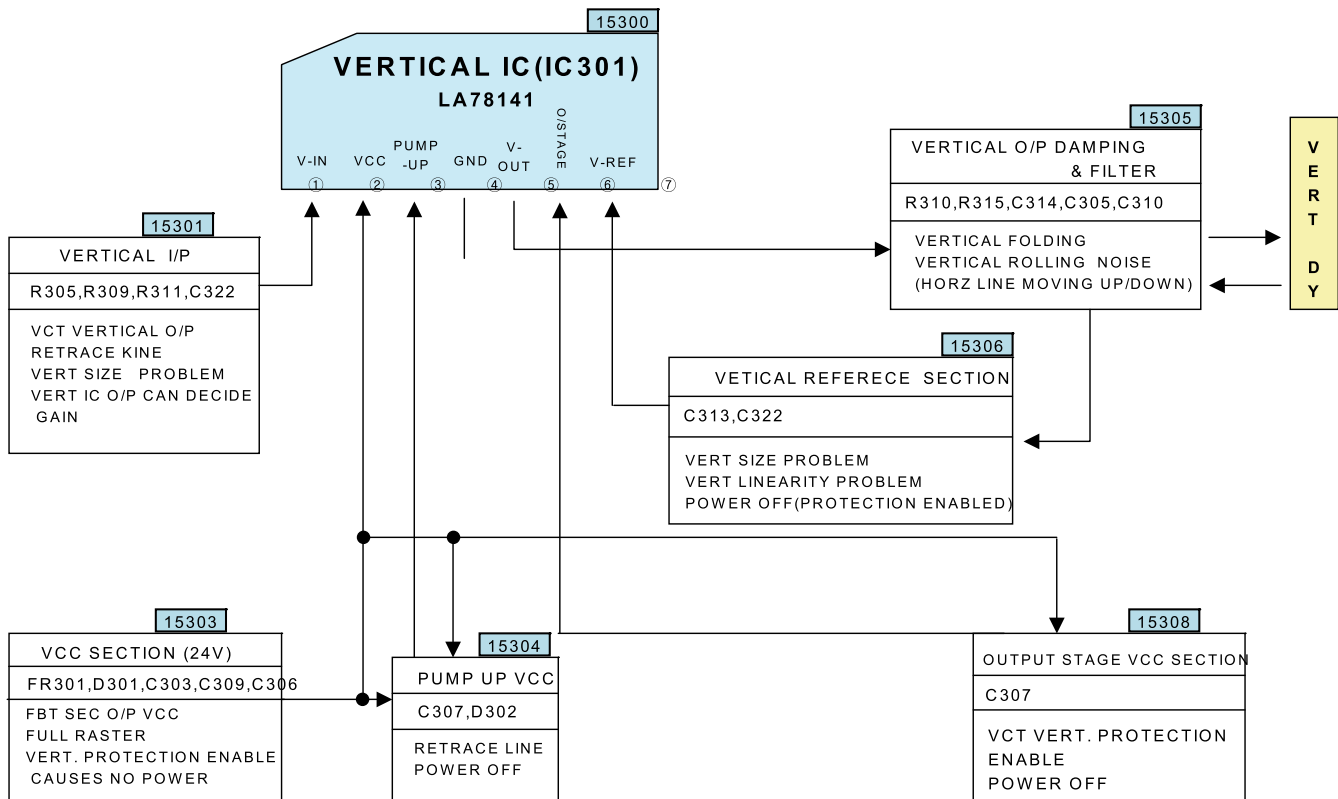 15300
VERTICAL IC(IC301)
LA78141
V-IN
VCC
PUMP
-UP
GND
V-
OUT
O/STAGE
V-REF
① ② ③ ④ ⑤ ⑥ ⑦
15301
VERTICAL I/P
R305,R309,R311,C322
VCT VERTICAL O/P
RETRACE KINE
VERT SIZE PROBLEM
VERT IC O/P CAN DECIDE
GAIN
15305
VERTICAL O/P DAMPING
& FILTER
R310,R315,C314,C305,C310
VERTICAL FOLDING
VERTICAL ROLLING NOISE
(HORZ LINE MOVING UP/DOWN)
VERT DY
15306
VETICAL REFERECE SECTION
C313,C322
VERT SIZE PROBLEM
VERT LINEARITY PROBLEM
POWER OFF(PROTECTION ENABLED)
15303
VCC SECTION (24V)
FR301,D301,C303,C309,C306
FBT SEC O/P VCC
FULL RASTER
VERT. PROTECTION ENABLE
CAUSES NO POWER
15304
PUMP UP VCC
C307,D302
RETRACE LINE
POWER OFF
15308
OUTPUT STAGE VCC SECTION
C307
VCT VERT. PROTECTION
ENABLE
POWER OFF